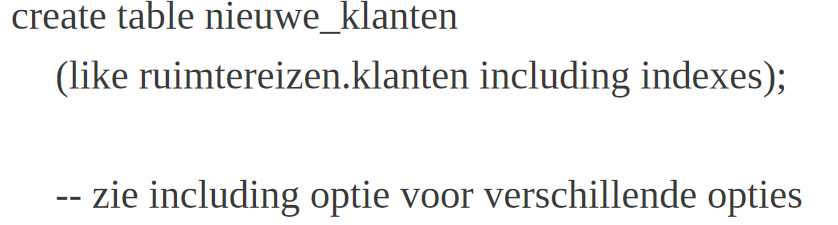 create table nieuwe_klanten
(like ruimtereizen.klanten including indexes);
-- zie including optie voor verschillende opties